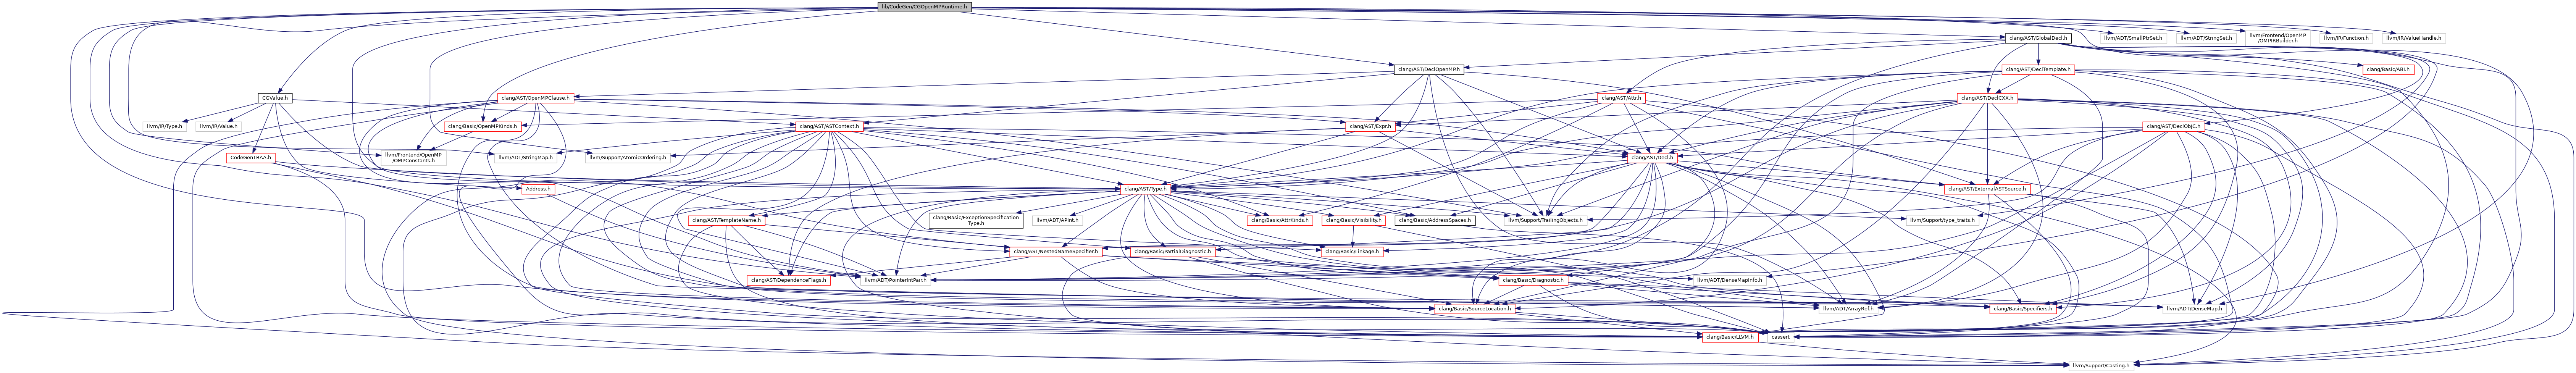 lib/CodeGen/CGOpenMPRuntime.h
clang/AST/GlobalDecl.h
llvm/ADT/SmallPtrSet.h
llvm/ADT/StringSet.h
llvm/Frontend/OpenMP
/OMPIRBuilder.h
llvm/IR/Function.h
llvm/IR/ValueHandle.h
clang/AST/DeclOpenMP.h
clang/AST/DeclTemplate.h
clang/Basic/ABI.h
CGValue.h
clang/AST/OpenMPClause.h
clang/AST/Attr.h
clang/AST/DeclCXX.h
llvm/IR/Type.h
llvm/IR/Value.h
clang/Basic/OpenMPKinds.h
clang/AST/ASTContext.h
clang/AST/Expr.h
clang/AST/DeclObjC.h
CodeGenTBAA.h
llvm/Frontend/OpenMP
/OMPConstants.h
llvm/ADT/StringMap.h
llvm/Support/AtomicOrdering.h
clang/AST/Decl.h
Address.h
clang/AST/Type.h
clang/AST/ExternalASTSource.h
clang/AST/TemplateName.h
clang/Basic/ExceptionSpecification
Type.h
llvm/ADT/APInt.h
clang/Basic/AttrKinds.h
clang/Basic/Visibility.h
clang/Basic/AddressSpaces.h
llvm/Support/TrailingObjects.h
llvm/Support/type_traits.h
clang/AST/NestedNameSpecifier.h
clang/Basic/PartialDiagnostic.h
clang/Basic/Linkage.h
clang/AST/DependenceFlags.h
llvm/ADT/PointerIntPair.h
clang/Basic/Diagnostic.h
llvm/ADT/DenseMapInfo.h
clang/Basic/SourceLocation.h
llvm/ADT/ArrayRef.h
clang/Basic/Specifiers.h
llvm/ADT/DenseMap.h
clang/Basic/LLVM.h
cassert
llvm/Support/Casting.h